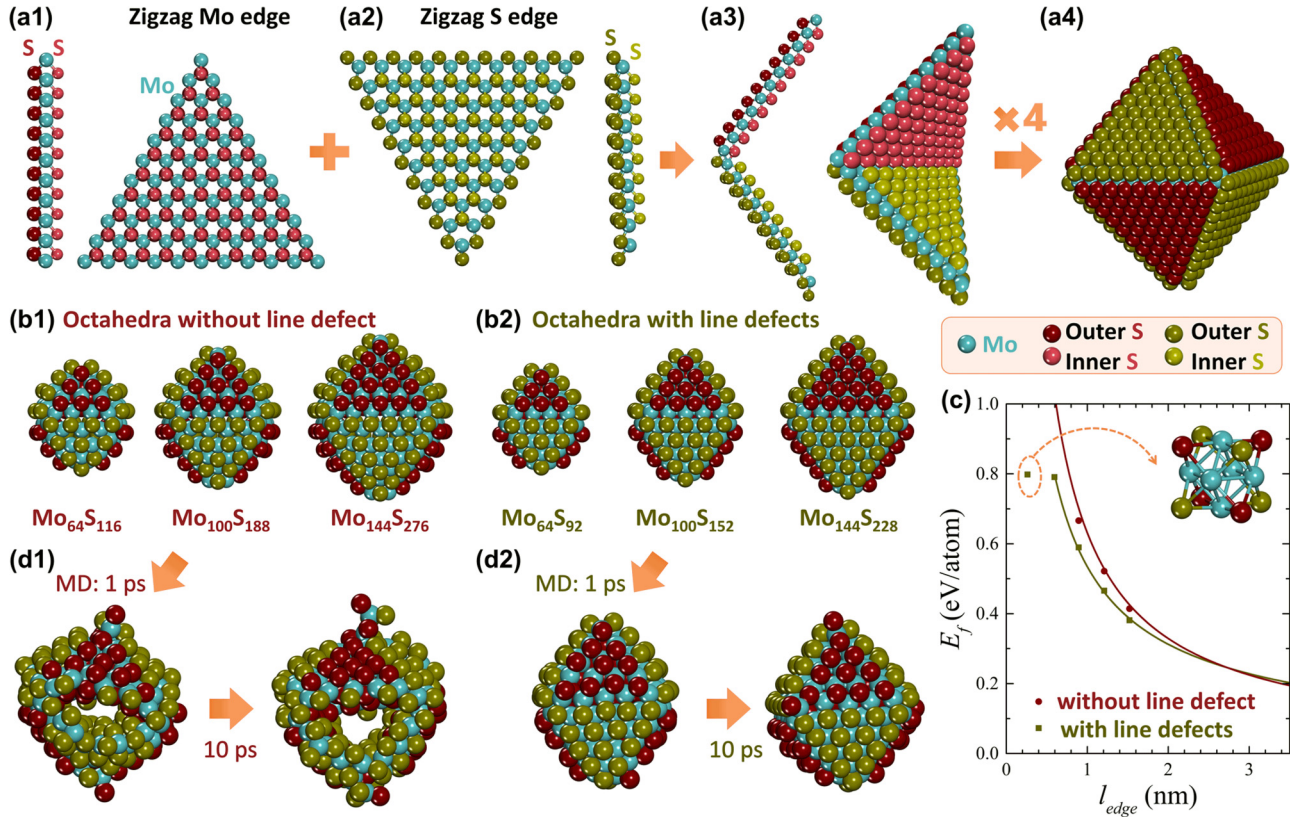 (a1)
Zigzag Mo edge
S S
Mo
(a2)
Zigzag S edge
S
S
(a3)
×4
(a4)
(b1) Octahedra without line defect
Mo64S116
Mo100S188
Mo144S276
(b2) Octahedra with line defects
Mo64S92
Mo100S152
Mo144S228
Mo
Outer S
Inner S
Outer S
Inner S
(c)
1.0
0.8
0.6
0.4
0.2
0.0
Ef (eV/atom)
without line defect
with line defects
0 1 2 3
ledge (nm)
(d1)
MD: 1 ps
10 ps
(d2)
MD: 1 ps
10 ps